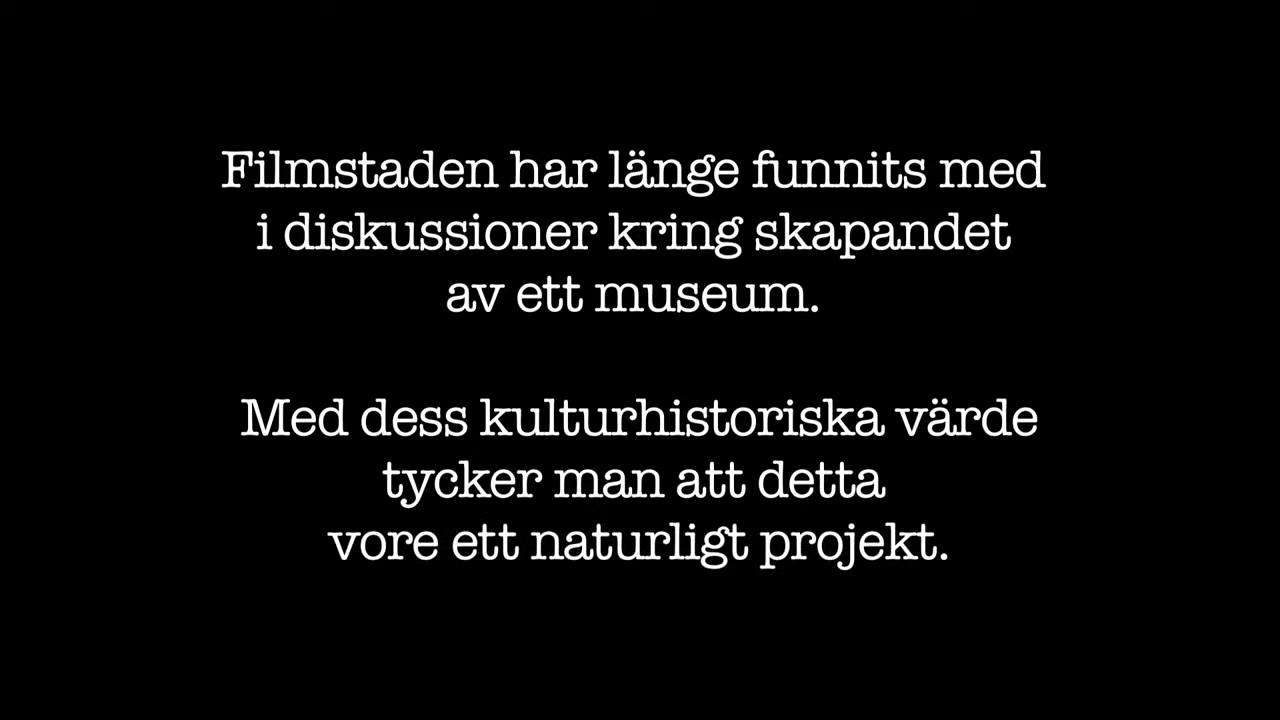 Filmstaden har länge funnits med
i diskussioner kring skapandet
av ett museum.
Med dess kulturhistoriska värde
tycker man att detta
vore ett naturligt projekt.